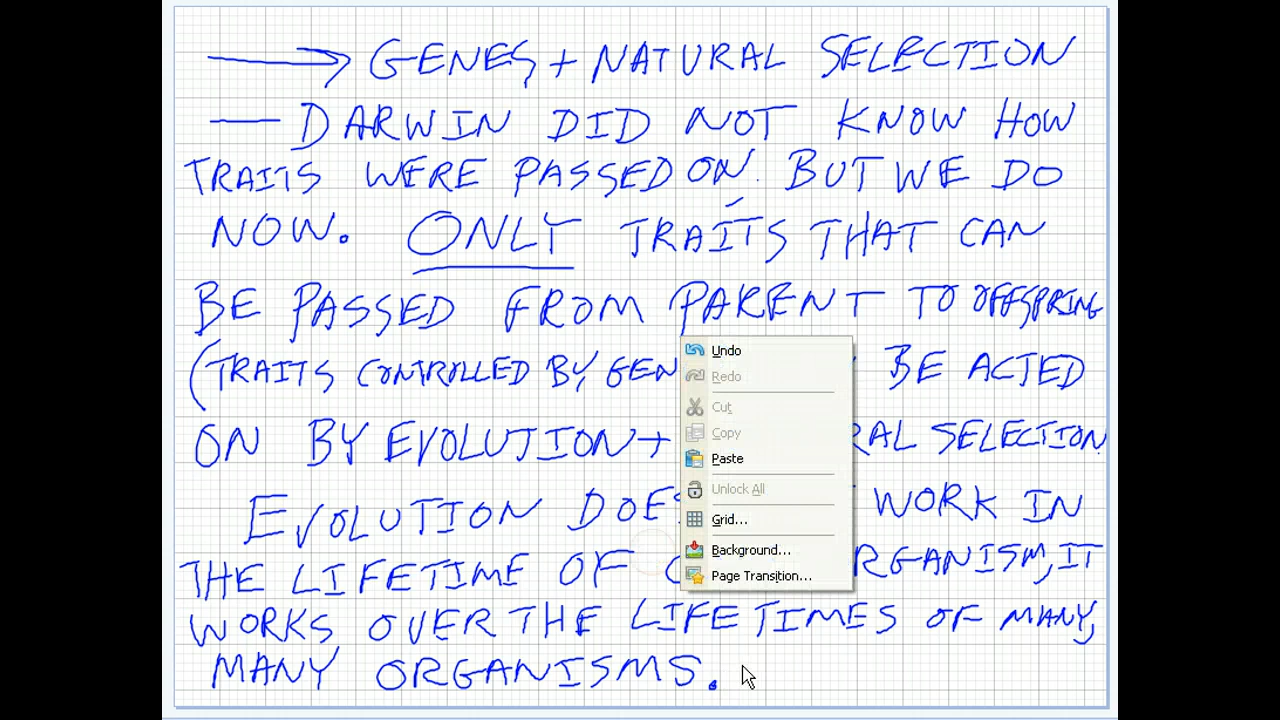 → GENES + NATURAL SELECTION
— DARWIN DID NOT KNOW HOW
TRAITS WERE PASSED ON. BUT WE DO
NOW. ONLY TRAITS THAT CAN
BE PASSED FROM PARENT TO OFFSPRING
(TRAITS CONTROLLED BY GEN BE ACTED
ON BY EVOLUTION + RAL SELECTION.
EVOLUTION DOES WORK IN
THE LIFETIME OF RGANISM, IT
WORKS OVER THE LIFETIMES OF MANY,
MANY ORGANISMS.
Undo
Redo
Cut
Copy
Paste
Unlock All
Grid...
Background...
Page Transition...